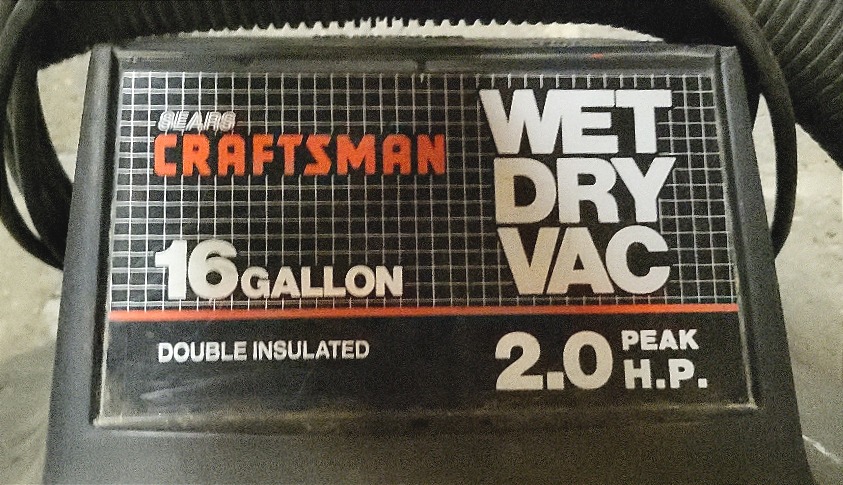 SEARS
CRAFTSMAN
WET
DRY
VAC
16 GALLON
DOUBLE INSULATED
2.0 PEAK
H.P.